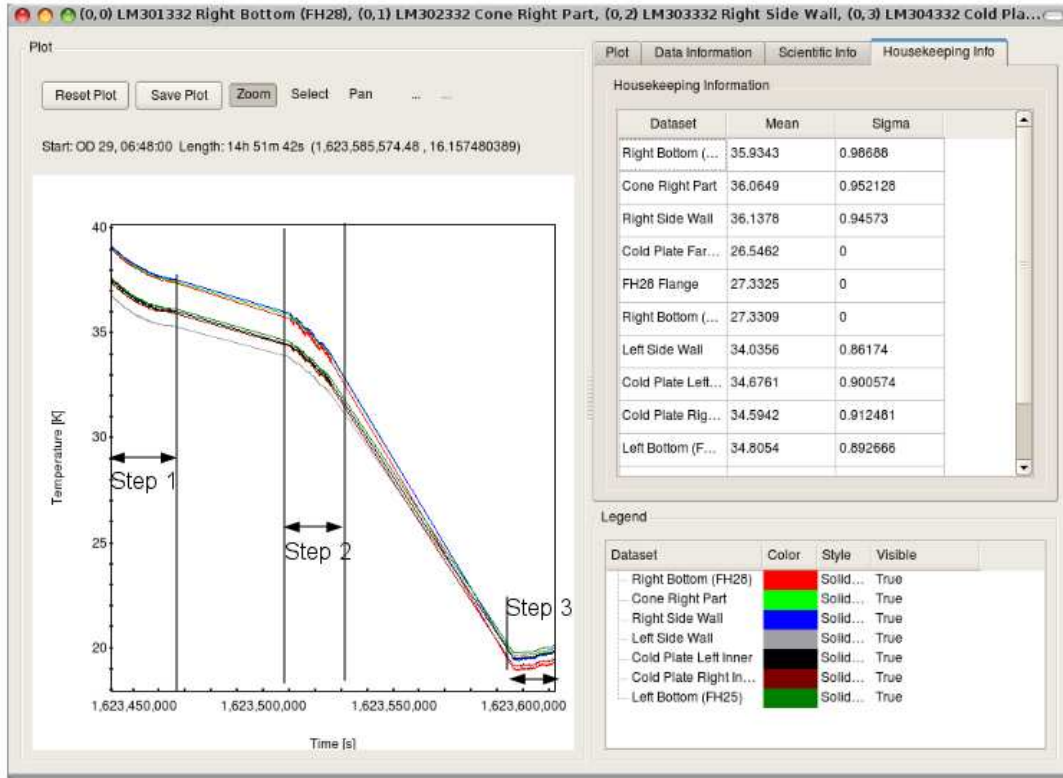 (0,0) LM301332 Right Bottom (FH28), (0,1) LM302332 Cone Right Part, (0,2) LM303332 Right Side Wall, (0,3) LM304332 Cold Pla...
Plot
Reset Plot Save Plot Zoom Select Pan ... ...
Start: OD 29, 06:48:00 Length: 14h 51m 42s (1,623,585,574.48 , 16.157480389)
40
35
30
25
20
Temperature [K]
Step 1
Step 2
Step 3
1,623,450,000 1,623,500,000 1,623,550,000 1,623,600,000
Time [s]
Plot Data Information Scientific Info Housekeeping Info
Housekeeping Information
Dataset Mean Sigma
Right Bottom (... 35.9343 0.98688
Cone Right Part 36.0649 0.952128
Right Side Wall 36.1378 0.94573
Cold Plate Far... 26.5462 0
FH28 Flange 27.3325 0
Right Bottom (... 27.3309 0
Left Side Wall 34.0356 0.86174
Cold Plate Left... 34.6761 0.900574
Cold Plate Rig... 34.5942 0.912481
Left Bottom (F... 34.8054 0.892666
Legend
Dataset Color Style Visible
Right Bottom (FH28) Solid... True
Cone Right Part Solid... True
Right Side Wall Solid... True
Left Side Wall Solid... True
Cold Plate Left Inner Solid... True
Cold Plate Right In... Solid... True
Left Bottom (FH25) Solid... True